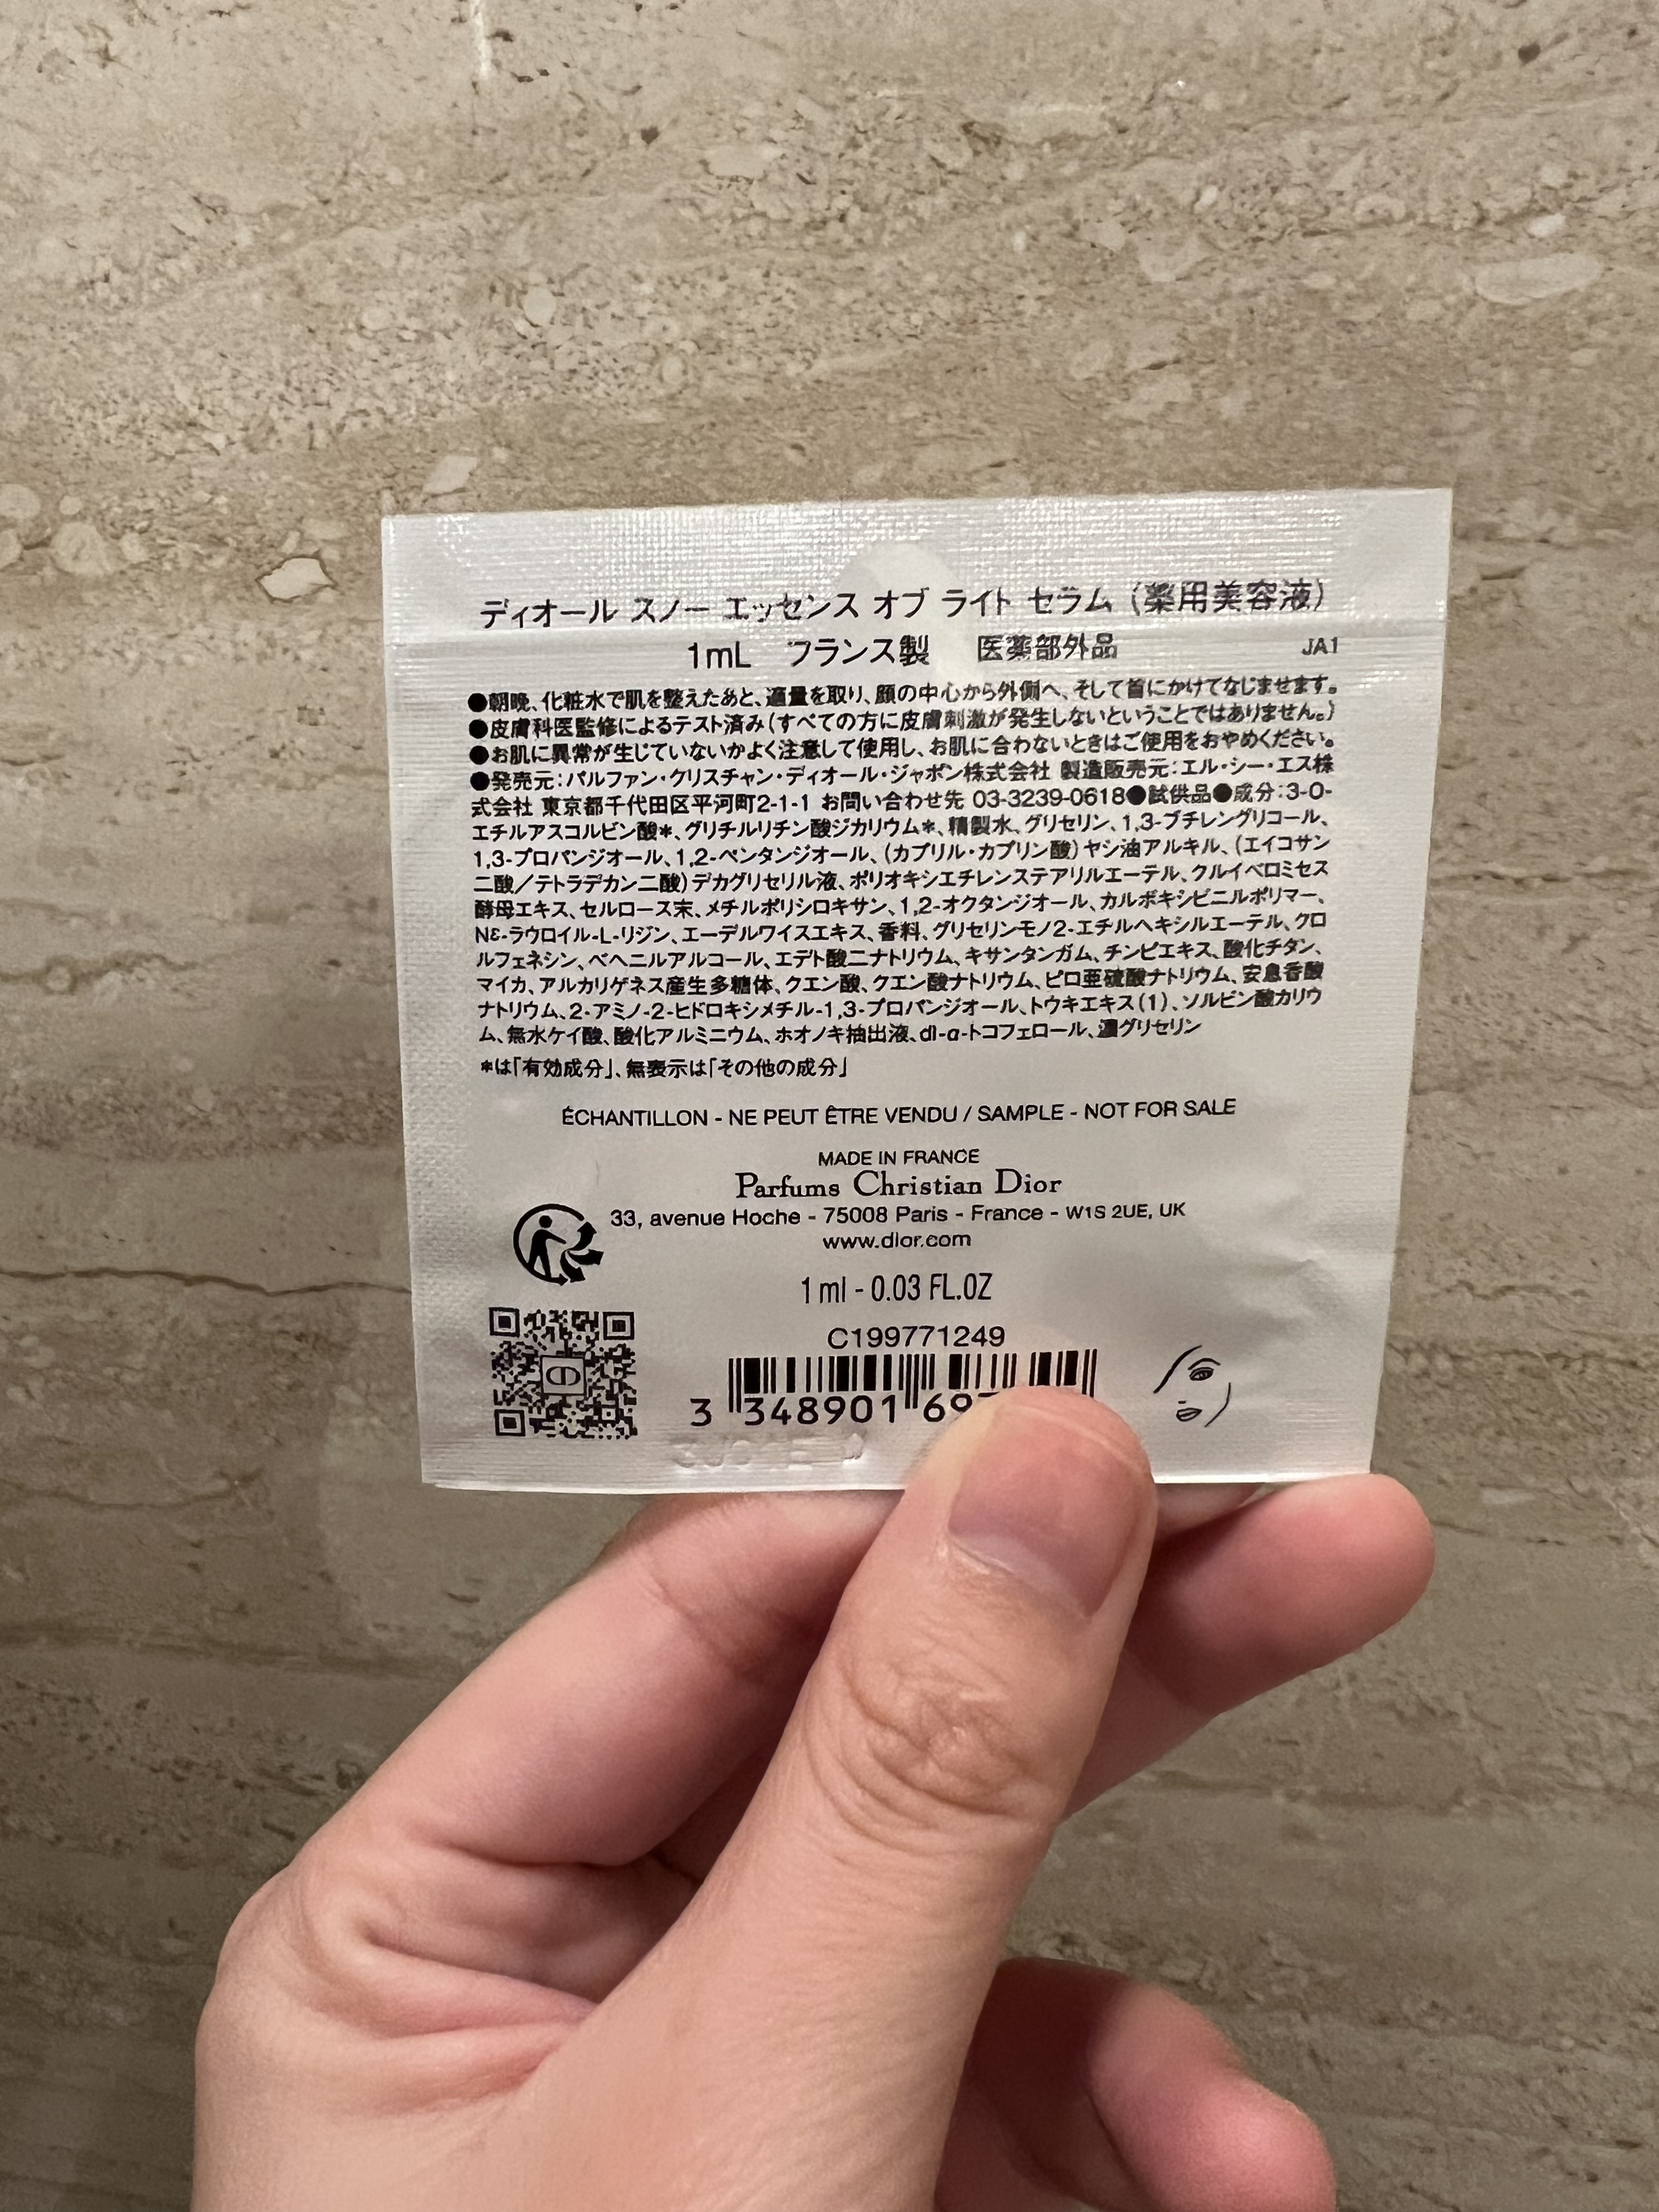 ディオール スノー エッセンス オブ ライト セラム（薬用美容液）
1mL フランス製 医薬部外品 JA1
●朝晩、化粧水で肌を整えたあと、適量を取り、顔の中心から外側へ、そして首にかけてなじませます。
●皮膚科医監修によるテスト済み（すべての方に皮膚刺激が発生しないということではありません。）
●お肌に異常が生じていないかよく注意して使用し、お肌に合わないときはご使用をおやめください。
●発売元：パルファン・クリスチャン・ディオール・ジャポン株式会社 製造販売元：エル・シー・エス株
式会社 東京都千代田区平河町2-1-1 お問い合わせ先 03-3239-0618●試供品●成分：3-O-
エチルアスコルビン酸*、グリチルリチン酸ジカリウム*、精製水、グリセリン、1,3-ブチレングリコール、
1,3-プロパンジオール、1,2-ペンタンジオール、（カプリル・カプリン酸）ヤシ油アルキル、（エイコサン
二酸／テトラデカン二酸）デカグリセリル液、ポリオキシエチレンステアリルエーテル、クルイベロミセス
酵母エキス、セルロース末、メチルポリシロキサン、1,2-オクタンジオール、カルボキシビニルポリマー、
Nε-ラウロイル-L-リジン、エーデルワイスエキス、香料、グリセリンモノ2-エチルヘキシルエーテル、クロ
ルフェネシン、ベヘニルアルコール、エデト酸二ナトリウム、キサンタンガム、チンピエキス、酸化チタン、
マイカ、アルカリゲネス産生多糖体、クエン酸、クエン酸ナトリウム、ピロ亜硫酸ナトリウム、安息香酸
ナトリウム、2-アミノ-2-ヒドロキシメチル-1,3-プロパンジオール、トウキエキス(1)、ソルビン酸カリウ
ム、無水ケイ酸、酸化アルミニウム、ホオノキ抽出液、dl-α-トコフェロール、濃グリセリン
*は「有効成分」、無表示は「その他の成分」
ÉCHANTILLON - NE PEUT ÊTRE VENDU / SAMPLE - NOT FOR SALE
MADE IN FRANCE
Parfums Christian Dior
33, avenue Hoche - 75008 Paris - France - W1S 2UE, UK
www.dior.com
1 ml - 0.03 FL.OZ
C199771249
3 348901 69